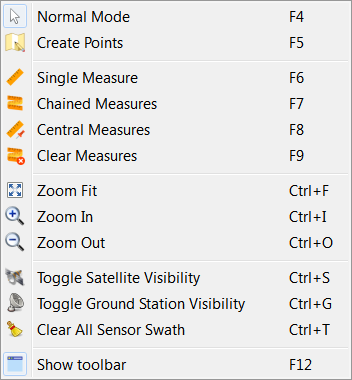 Normal Mode F4
Create Points F5
Single Measure F6
Chained Measures F7
Central Measures F8
Clear Measures F9
Zoom Fit Ctrl+F
Zoom In Ctrl+I
Zoom Out Ctrl+O
Toggle Satellite Visibility Ctrl+S
Toggle Ground Station Visibility Ctrl+G
Clear All Sensor Swath Ctrl+T
Show toolbar F12